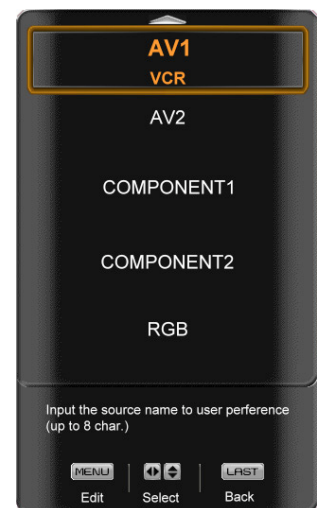 AV1
VCR
AV2
COMPONENT1
COMPONENT2
RGB
Input the source name to user perference
(up to 8 char.)
MENU LAST
Edit Select Back